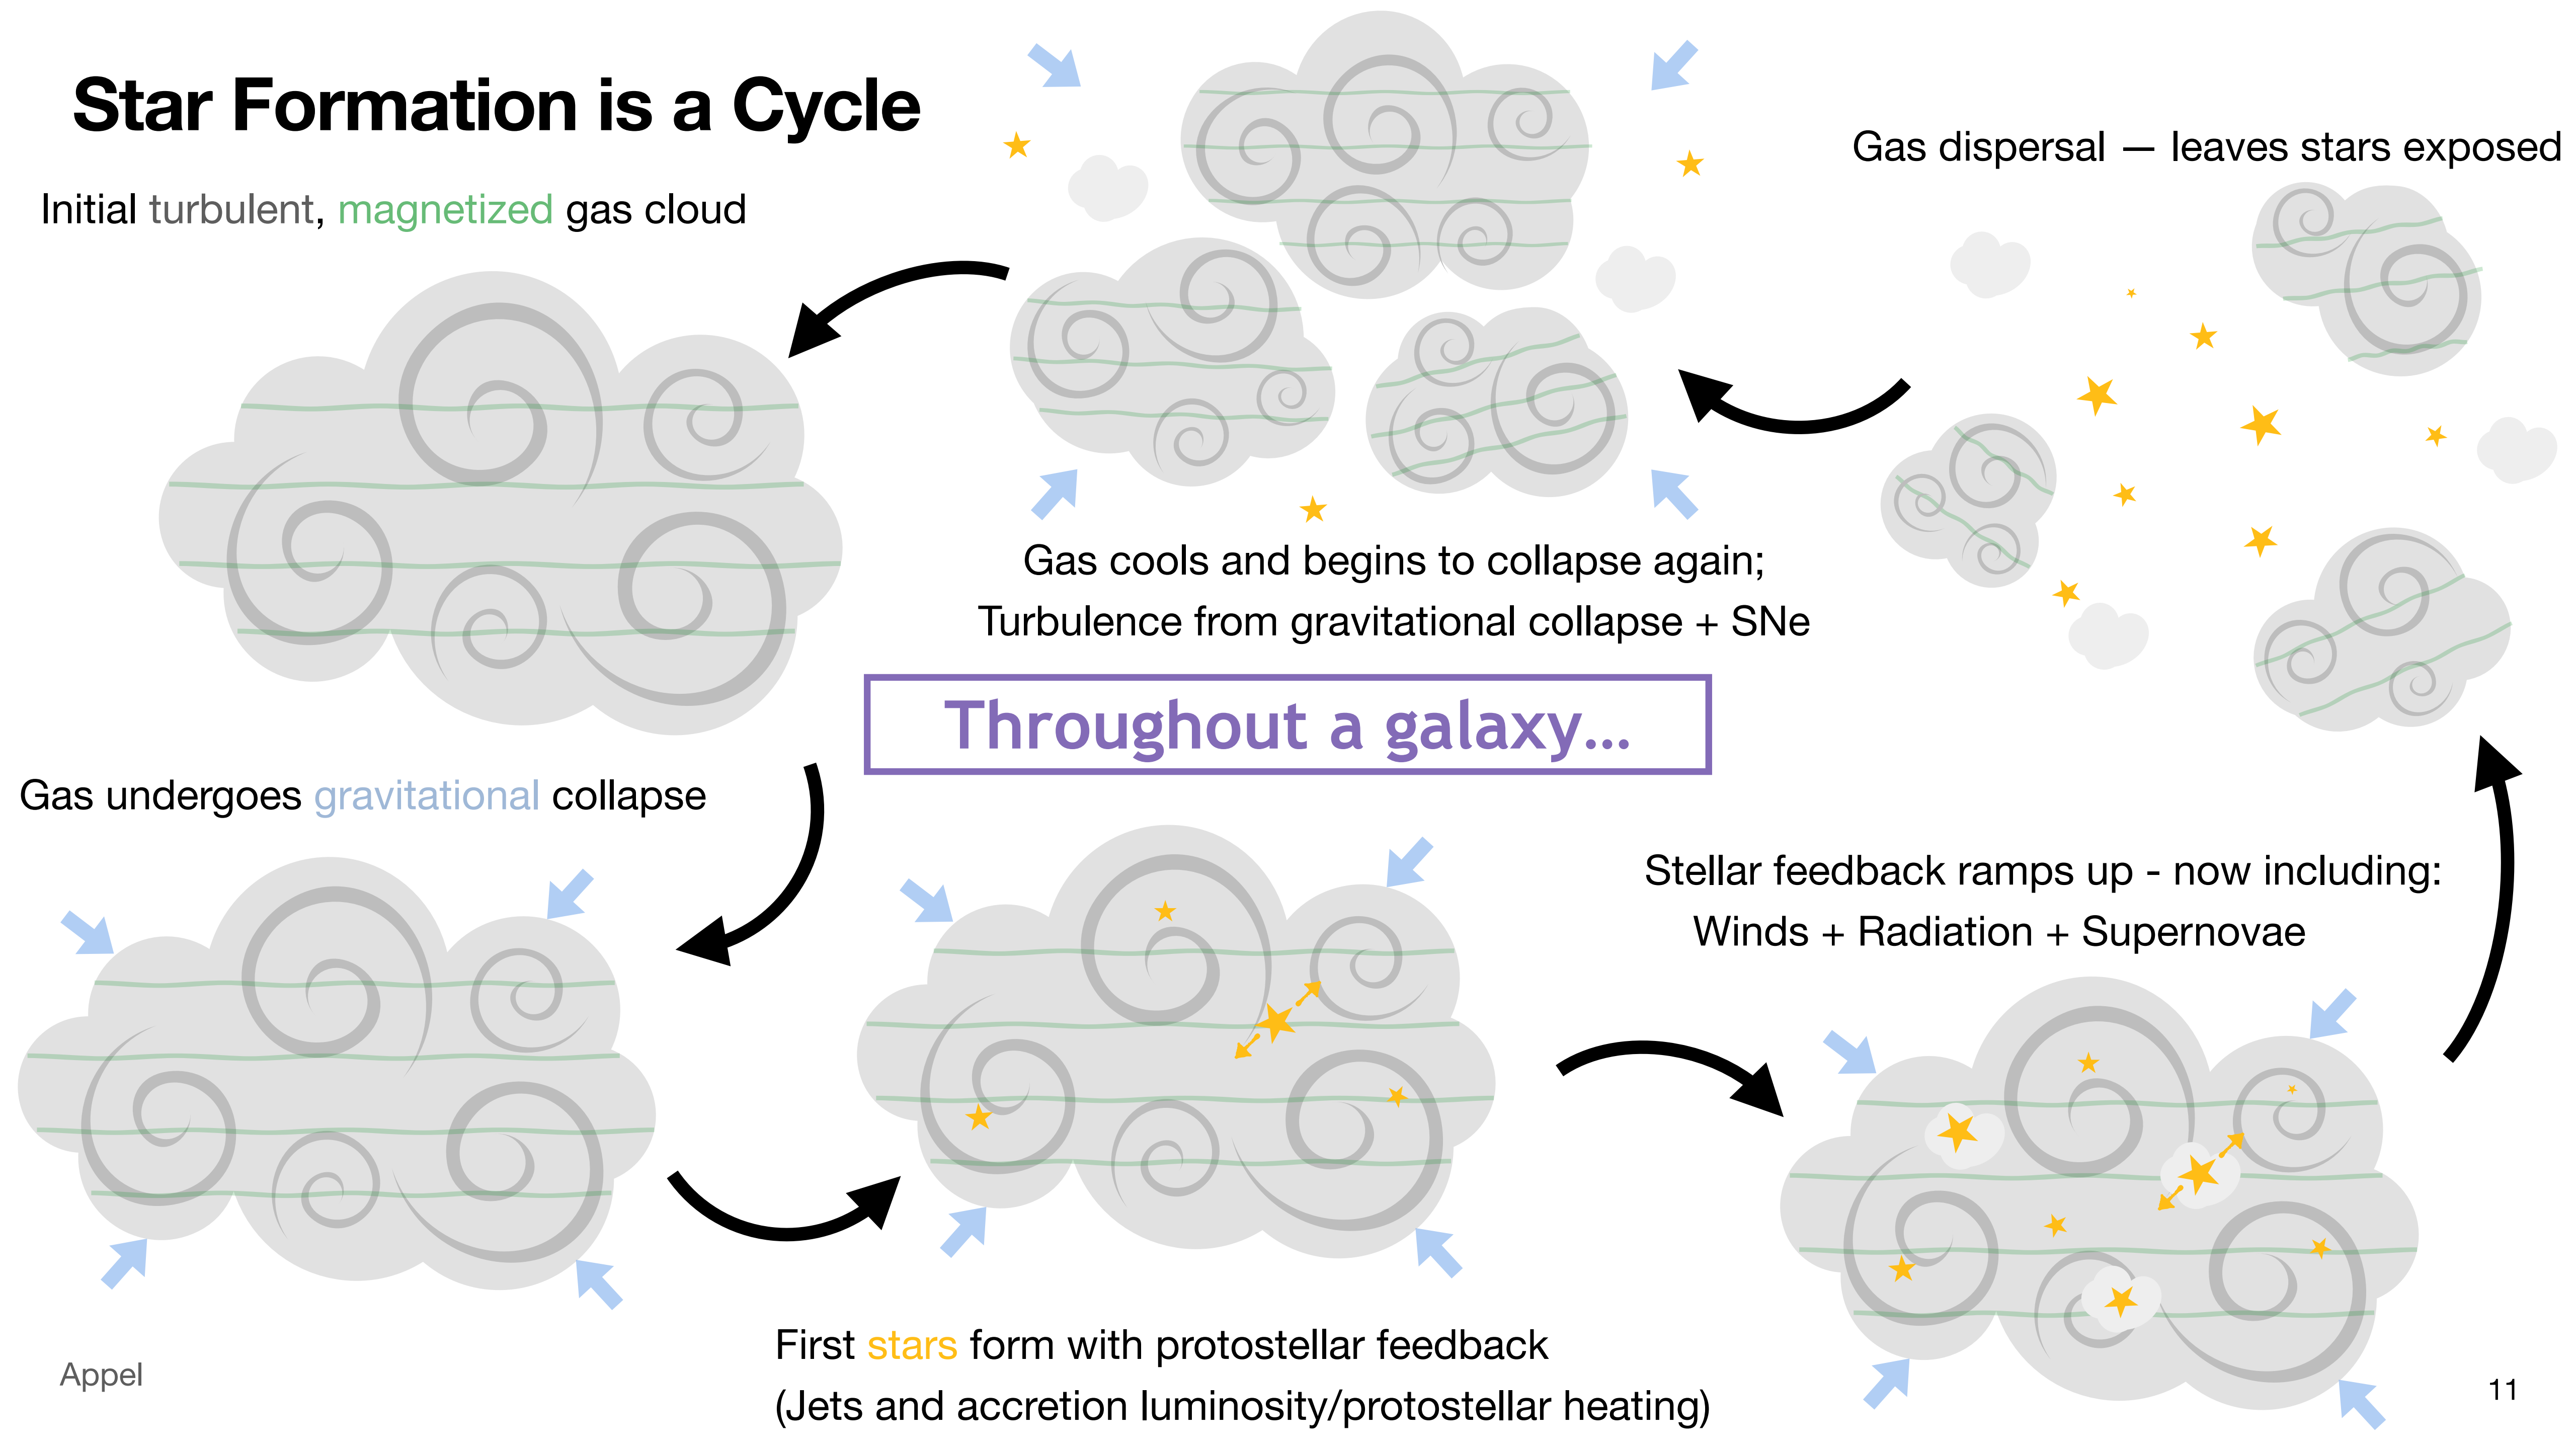 Star Formation is a Cycle
Initial turbulent, magnetized gas cloud
Gas undergoes gravitational collapse
First stars form with protostellar feedback
(Jets and accretion luminosity/protostellar heating)
Stellar feedback ramps up - now including:
Winds + Radiation + Supernovae
Gas dispersal — leaves stars exposed
Gas cools and begins to collapse again;
Turbulence from gravitational collapse + SNe
Throughout a galaxy...
Appel
11